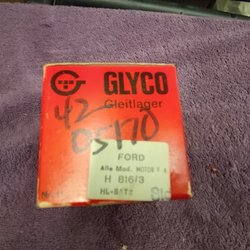 GLYCO
Gleitlager
42
05170
FORD
Alle Mod. MOTOR
H 816/3
HL-SATZ